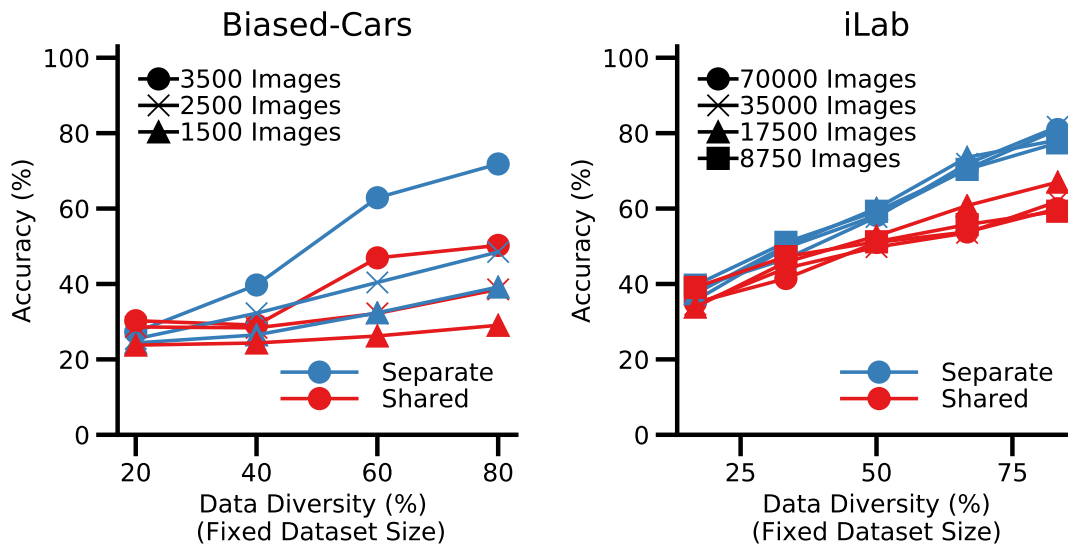 Biased-Cars
100
80
60
40
20
0
Accuracy (%)
3500 Images
2500 Images
1500 Images
Separate
Shared
20 40 60 80
Data Diversity (%)
(Fixed Dataset Size)
iLab
100
80
60
40
20
0
Accuracy (%)
70000 Images
35000 Images
17500 Images
8750 Images
Separate
Shared
25 50 75
Data Diversity (%)
(Fixed Dataset Size)